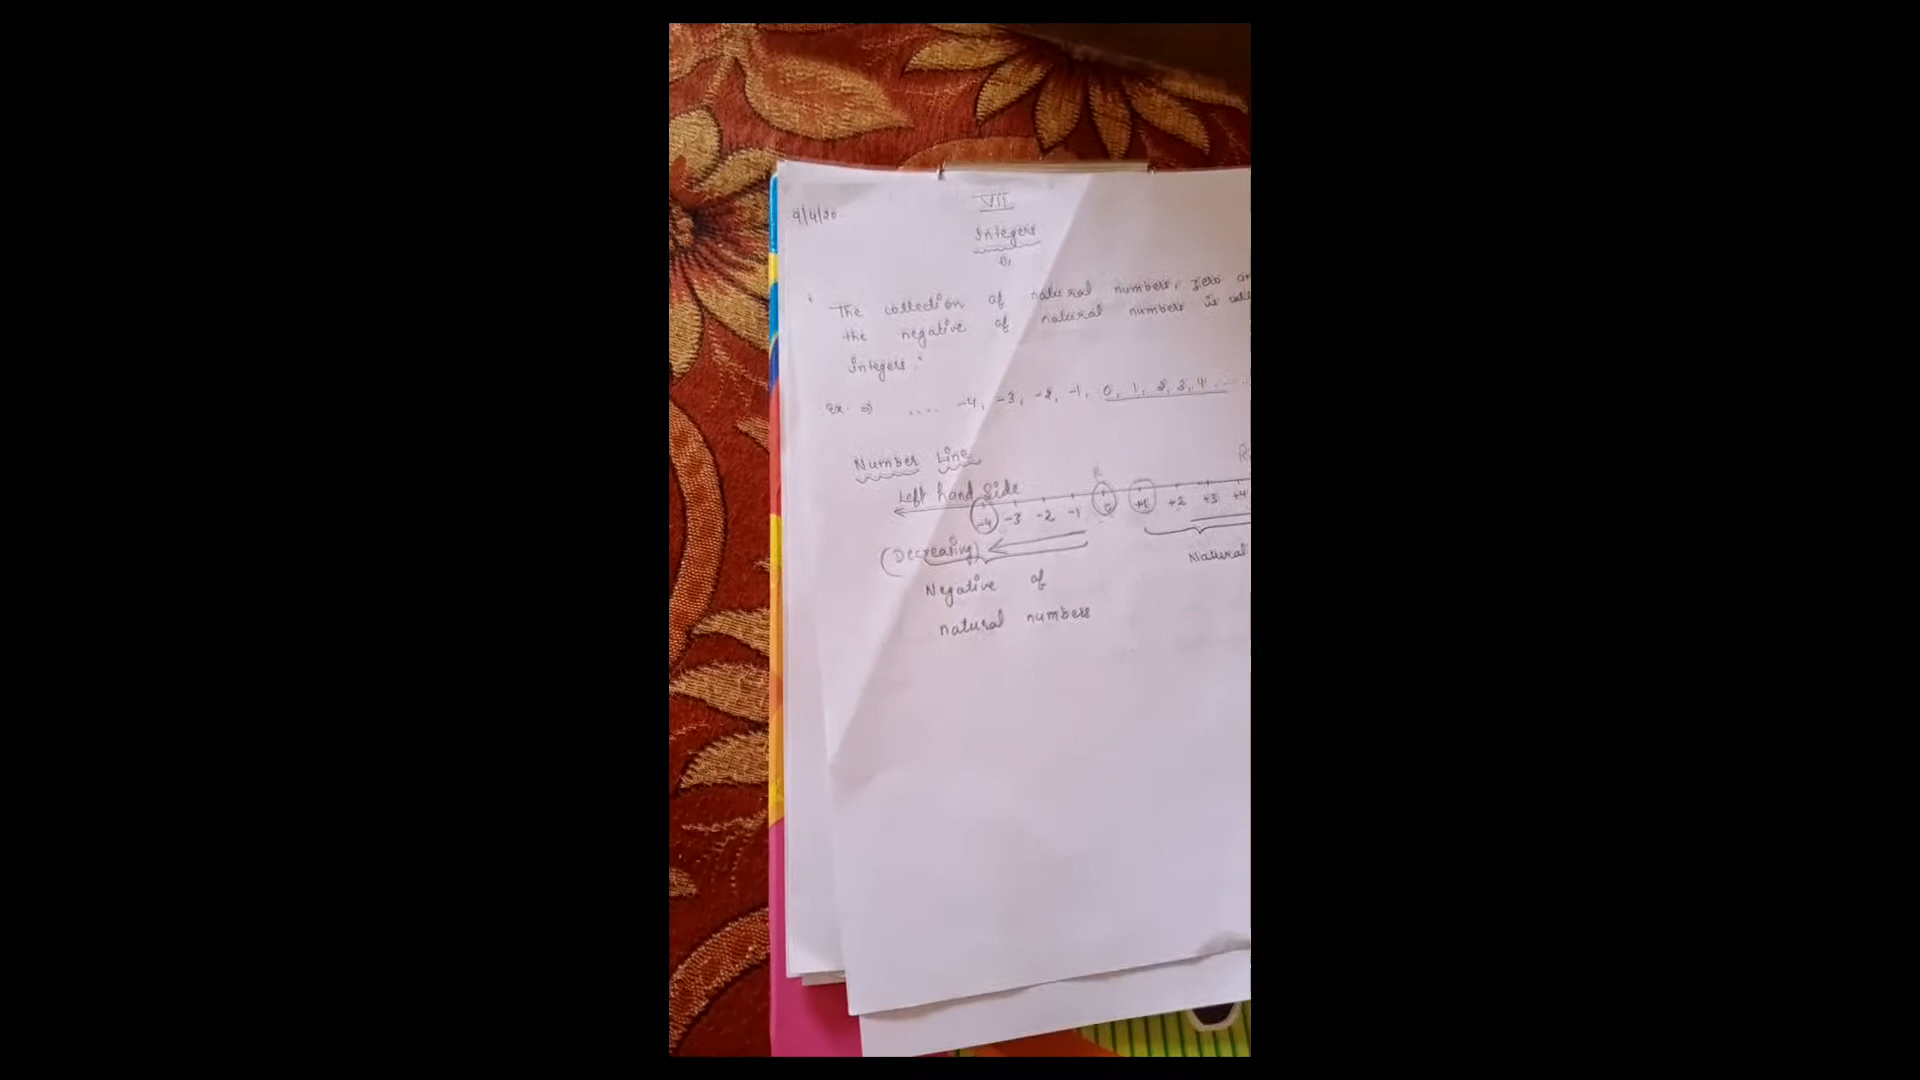 9/4/20
VII
Integers
"The collection of natural numbers, zero
the negative of natural numbers is
integers."
Ex. ⇒ .... -4, -3, -2, -1, 0, 1, 2, 3, 4 ....
Number Line
Left hand side R
-4 -3 -2 -1 0 +1 +2 +3 +4
(Decreasing)
Natural
Negative of
natural numbers